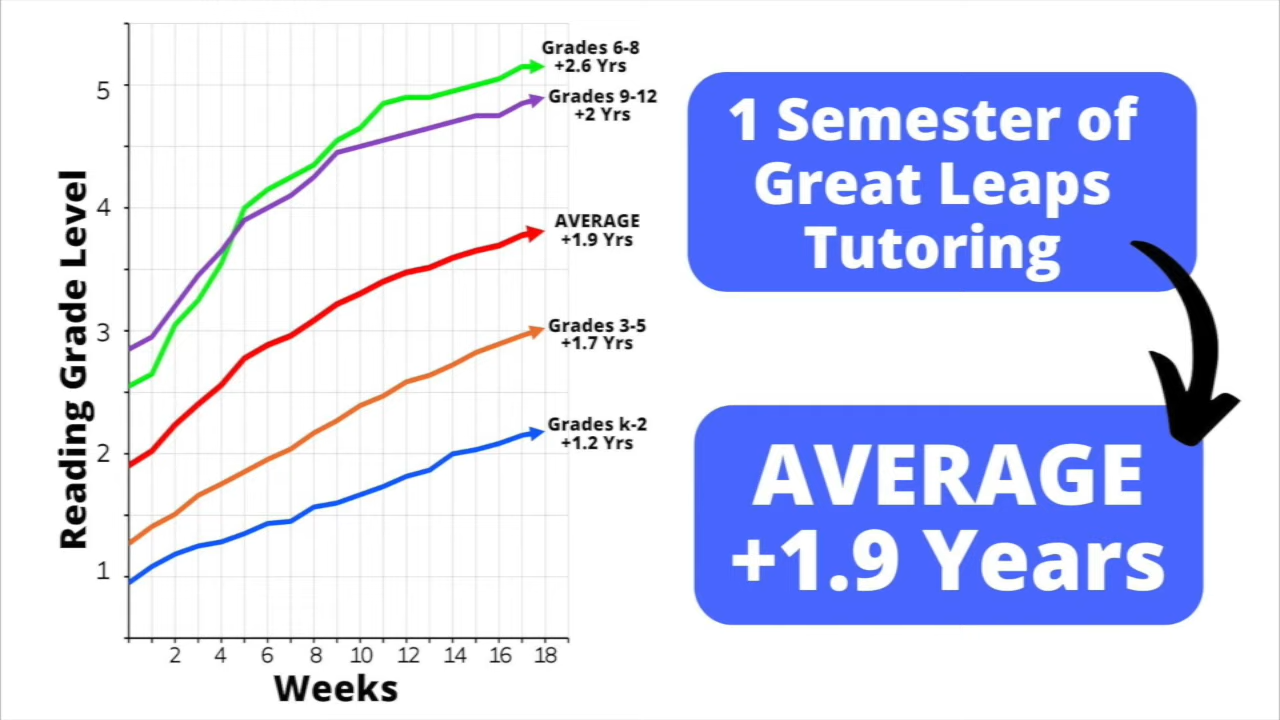 Grades 6-8
+2.6 Yrs
Grades 9-12
+2 Yrs
AVERAGE
+1.9 Yrs
Grades 3-5
+1.7 Yrs
Grades k-2
+1.2 Yrs
Reading Grade Level
5
4
3
2
1
2 4 6 8 10 12 14 16 18
Weeks
1 Semester of
Great Leaps
Tutoring
AVERAGE
+1.9 Years